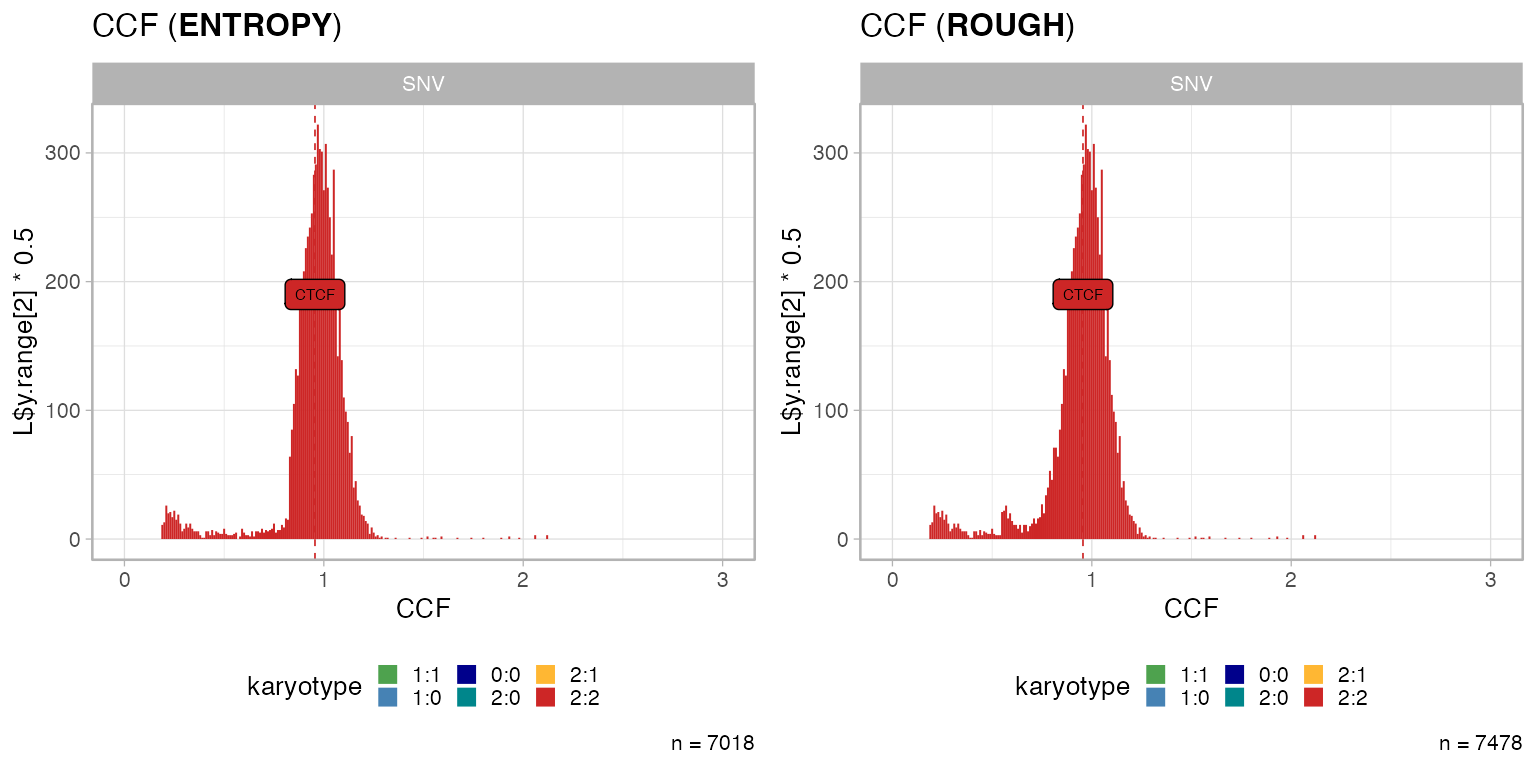 CCF (ENTROPY)
SNV
300
200
100
0
L$y.range[2] * 0.5
CTCF
0 1 2 3
CCF
karyotype
1:1 0:0 2:1
1:0 2:0 2:2
n = 7018
CCF (ROUGH)
SNV
300
200
100
0
L$y.range[2] * 0.5
CTCF
0 1 2 3
CCF
karyotype
1:1 0:0 2:1
1:0 2:0 2:2
n = 7478